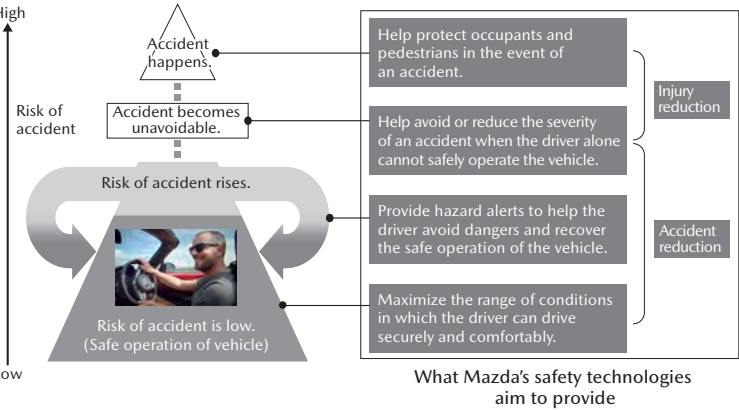 High
Risk of
accident
Accident
happens.
Accident becomes
unavoidable.
Risk of accident rises.
Risk of accident is low.
(Safe operation of vehicle)
Help protect occupants and
pedestrians in the event of
an accident.
Help avoid or reduce the severity
of an accident when the driver alone
cannot safely operate the vehicle.
Provide hazard alerts to help the
driver avoid dangers and recover
the safe operation of the vehicle.
Maximize the range of conditions
in which the driver can drive
securely and comfortably.
Injury
reduction
Accident
reduction
ow
What Mazda’s safety technologies
aim to provide